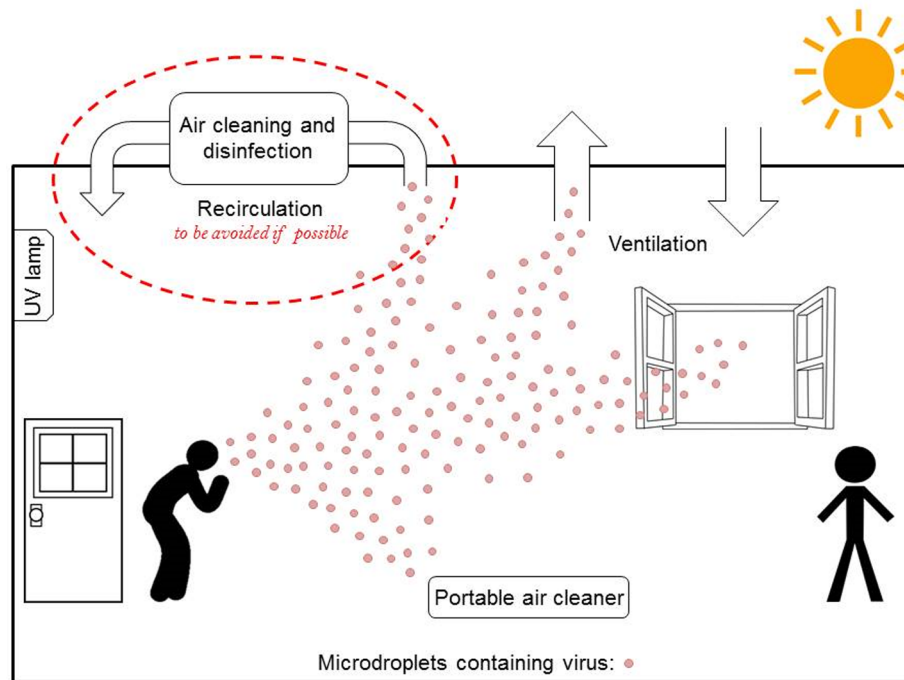 Air cleaning and
disinfection
Recirculation
to be avoided if possible
Ventilation
UV lamp
Portable air cleaner
Microdroplets containing virus: